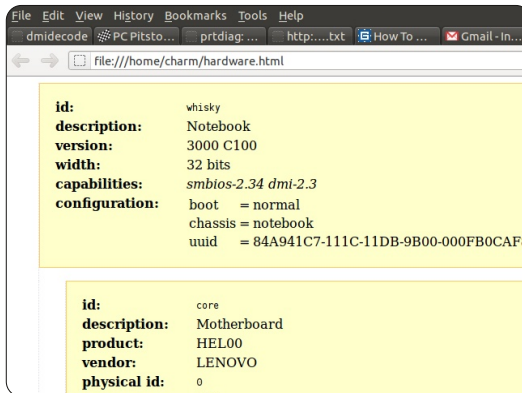 File Edit View History Bookmarks Tools Help
dmidecode PC Pitsto... prtdiag: ... http:....txt How To ... Gmail - In...
file:///home/charm/hardware.html
id: whisky
description: Notebook
version: 3000 C100
width: 32 bits
capabilities: smbios-2.34 dmi-2.3
configuration: boot = normal
chassis = notebook
uuid = 84A941C7-111C-11DB-9B00-000FB0CAF
id: core
description: Motherboard
product: HEL00
vendor: LENOVO
physical id: 0